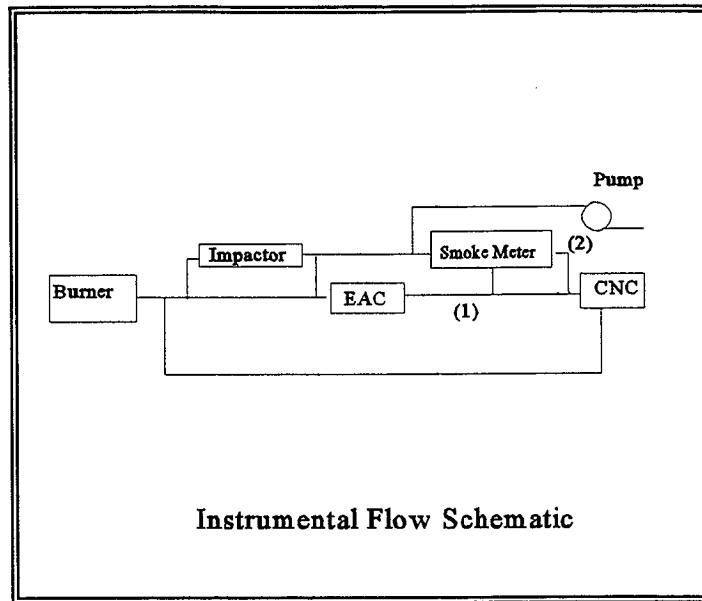 Pump
Impactor
Smoke Meter
(2)
Burner
EAC
(1)
CNC
Instrumental Flow Schematic